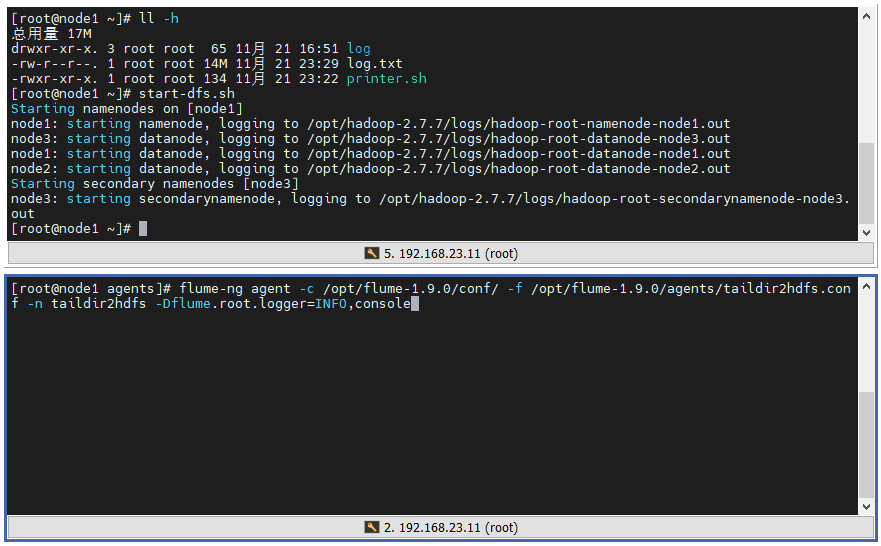 [root@node1 ~]# ll -h
总用量 17M
drwxr-xr-x. 3 root root  65 11月 21 16:51 log
-rw-r--r--. 1 root root 14M 11月 21 23:29 log.txt
-rwxr-xr-x. 1 root root 134 11月 21 23:22 printer.sh
[root@node1 ~]# start-dfs.sh
Starting namenodes on [node1]
node1: starting namenode, logging to /opt/hadoop-2.7.7/logs/hadoop-root-namenode-node1.out
node3: starting datanode, logging to /opt/hadoop-2.7.7/logs/hadoop-root-datanode-node3.out
node1: starting datanode, logging to /opt/hadoop-2.7.7/logs/hadoop-root-datanode-node1.out
node2: starting datanode, logging to /opt/hadoop-2.7.7/logs/hadoop-root-datanode-node2.out
Starting secondary namenodes [node3]
node3: starting secondarynamenode, logging to /opt/hadoop-2.7.7/logs/hadoop-root-secondarynamenode-node3.
out
[root@node1 ~]#
5. 192.168.23.11 (root)
[root@node1 agents]# flume-ng agent -c /opt/flume-1.9.0/conf/ -f /opt/flume-1.9.0/agents/taildir2hdfs.con
f -n taildir2hdfs -Dflume.root.logger=INFO,console
2. 192.168.23.11 (root)